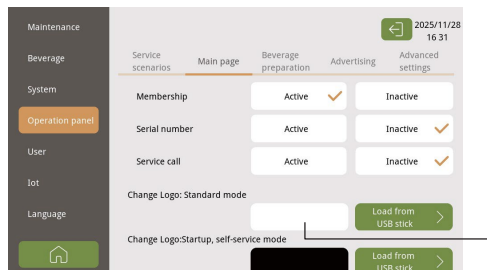 Maintenance
Beverage
System
Operation panel
User
Iot
Language
2025/11/28
16 31
Service
scenarios
Main page
Beverage
preparation
Advertising
Advanced
settings
Membership
Active
Inactive
Serial number
Active
Inactive
Service call
Active
Inactive
Change Logo: Standard mode
Load from
USB stick
Change Logo:Startup, self-service mode
Load from
USB stick